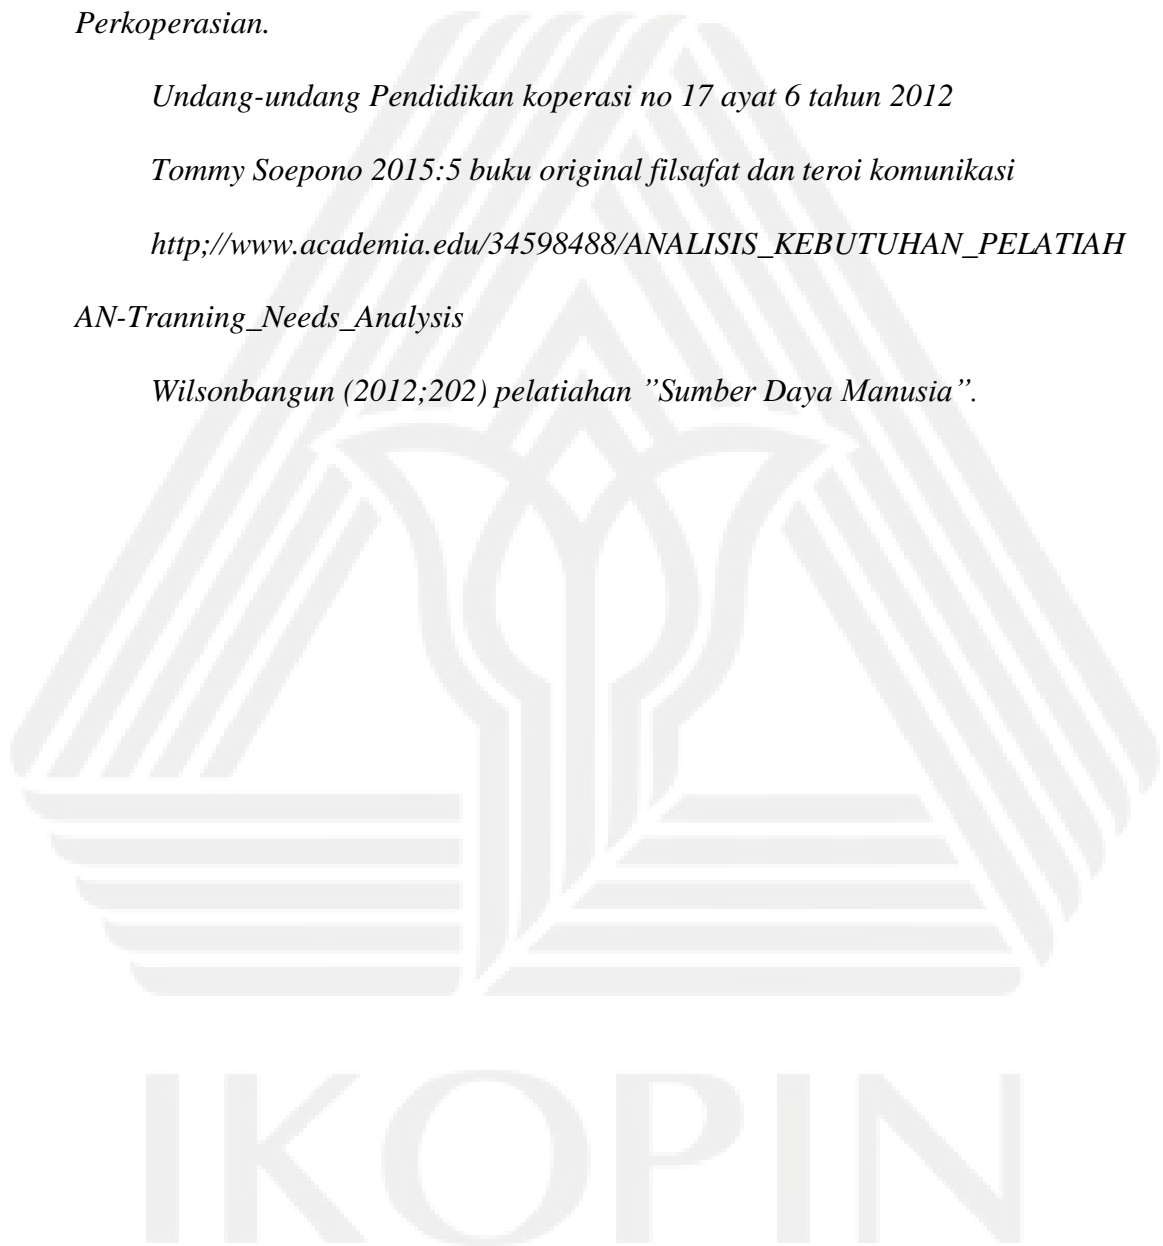 Perkoperasian.
Undang-undang Pendidikan koperasi no 17 ayat 6 tahun 2012
Tommy Soepono 2015:5 buku original filsafat dan teroi komunikasi
http;//www.academia.edu/34598488/ANALISIS_KEBUTUHAN_PELATIAH
AN-Tranning_Needs_Analysis
Wilsonbangun (2012;202) pelatiahan ”Sumber Daya Manusia”.
IKOPIN